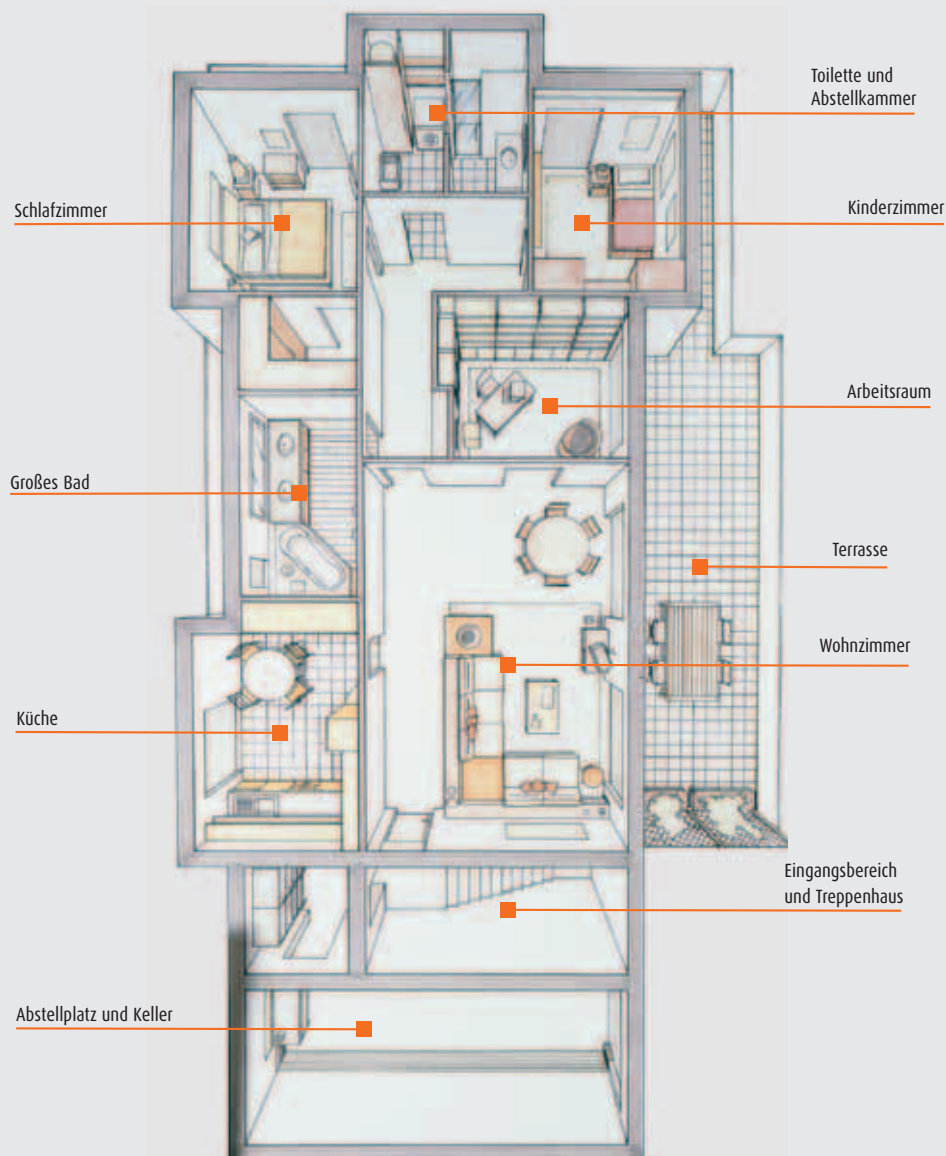 Toilette und
Abstellkammer
Schlafzimmer
Kinderzimmer
Arbeitsraum
Großes Bad
Terrasse
Wohnzimmer
Küche
Eingangsbereich
und Treppenhaus
Abstellplatz und Keller